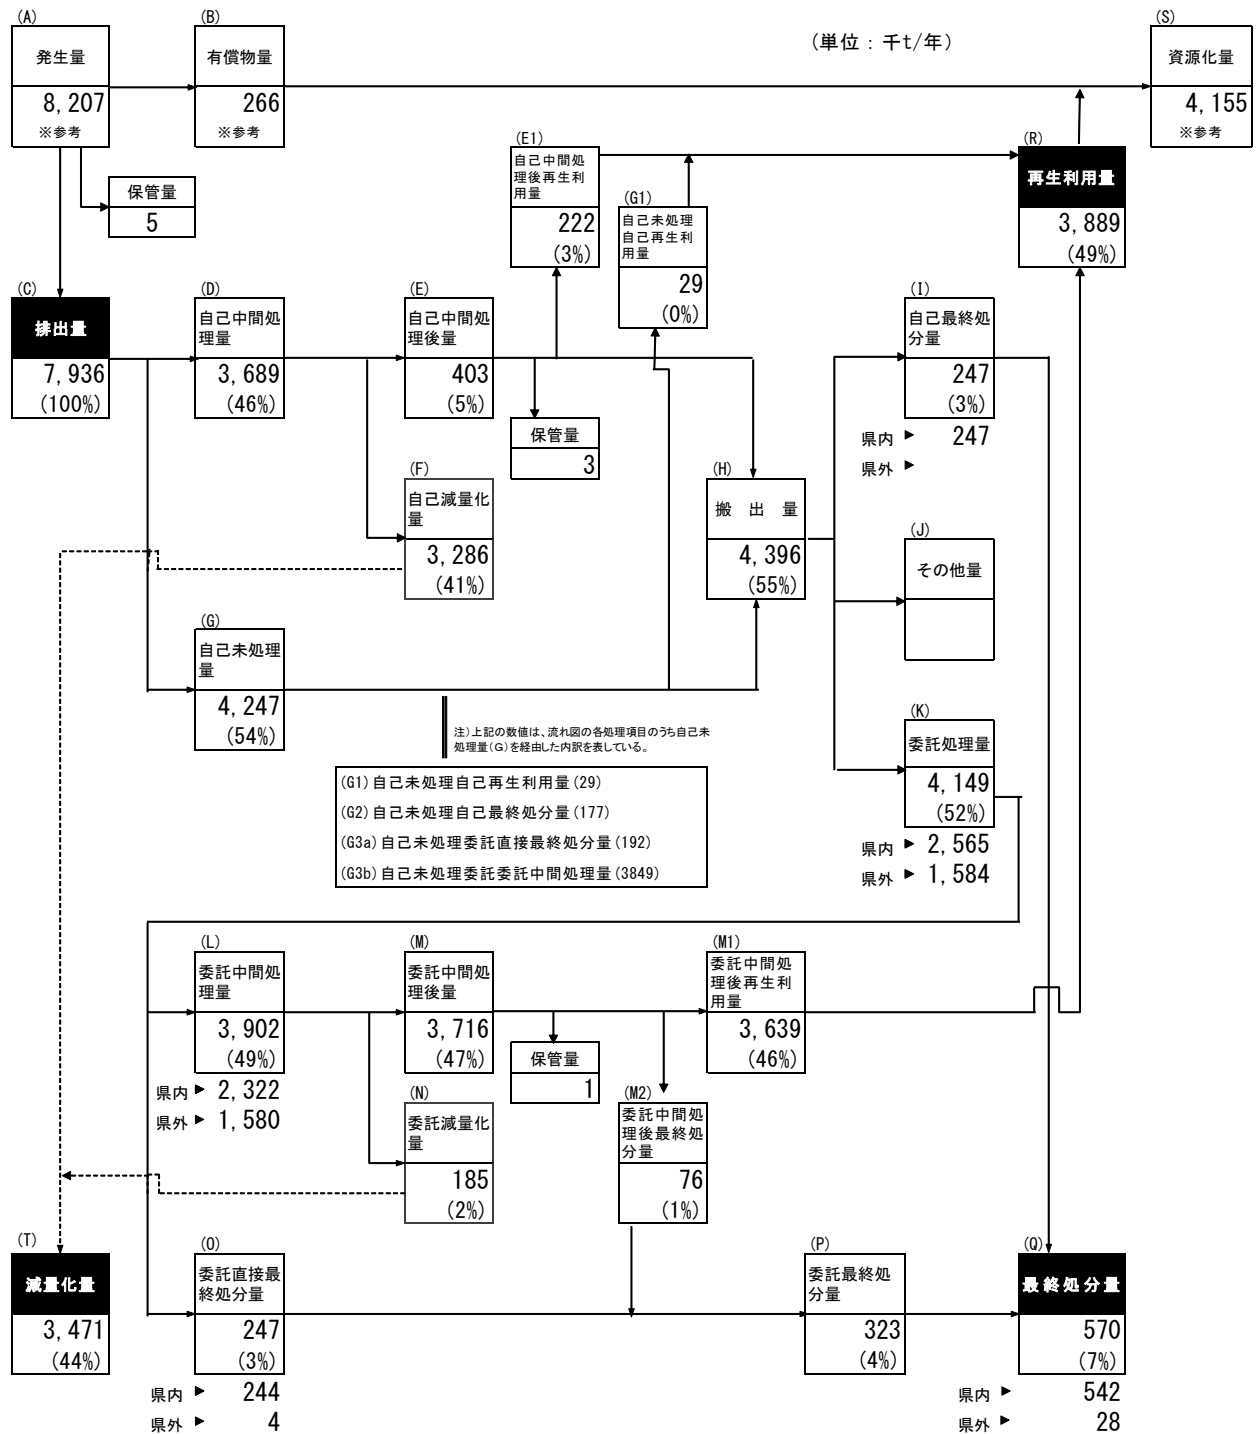 (単位：千t/年)
(A)
発生量
8,207
※参考
(B)
有償物量
266
※参考
(S)
資源化量
4,155
※参考
保管量
5
(E1)
自己中間処
理後再生利
用量
222
(3%)
(G1)
自己未処理
自己再生利
用量
29
(0%)
(R)
再生利用量
3,889
(49%)
(C)
排出量
7,936
(100%)
(D)
自己中間処
理量
3,689
(46%)
(E)
自己中間処
理後量
403
(5%)
保管量
3
(I)
自己最終処
分量
247
(3%)
県内 ▶ 247
県外 ▶
(F)
自己減量化
量
3,286
(41%)
(H)
搬 出 量
4,396
(55%)
(J)
その他量
(G)
自己未処理
量
4,247
(54%)
注)上記の数値は、流れ図の各処理項目のうち自己未
処理量(G)を経由した内訳を表している。
(G1)自己未処理自己再生利用量(29)
(G2)自己未処理自己最終処分量(177)
(G3a)自己未処理委託直接最終処分量(192)
(G3b)自己未処理委託委託中間処理量(3849)
(K)
委託処理量
4,149
(52%)
県内 ▶ 2,565
県外 ▶ 1,584
(L)
委託中間処
理量
3,902
(49%)
県内 ▶ 2,322
県外 ▶ 1,580
(M)
委託中間処
理後量
3,716
(47%)
保管量
1
(M1)
委託中間処
理後再生利
用量
3,639
(46%)
(N)
委託減量化
量
185
(2%)
(M2)
委託中間処
理後最終処
分量
76
(1%)
(T)
減量化量
3,471
(44%)
(O)
委託直接最
終処分量
247
(3%)
県内 ▶ 244
県外 ▶ 4
(P)
委託最終処
分量
323
(4%)
(Q)
最終処分量
570
(7%)
県内 ▶ 542
県外 ▶ 28